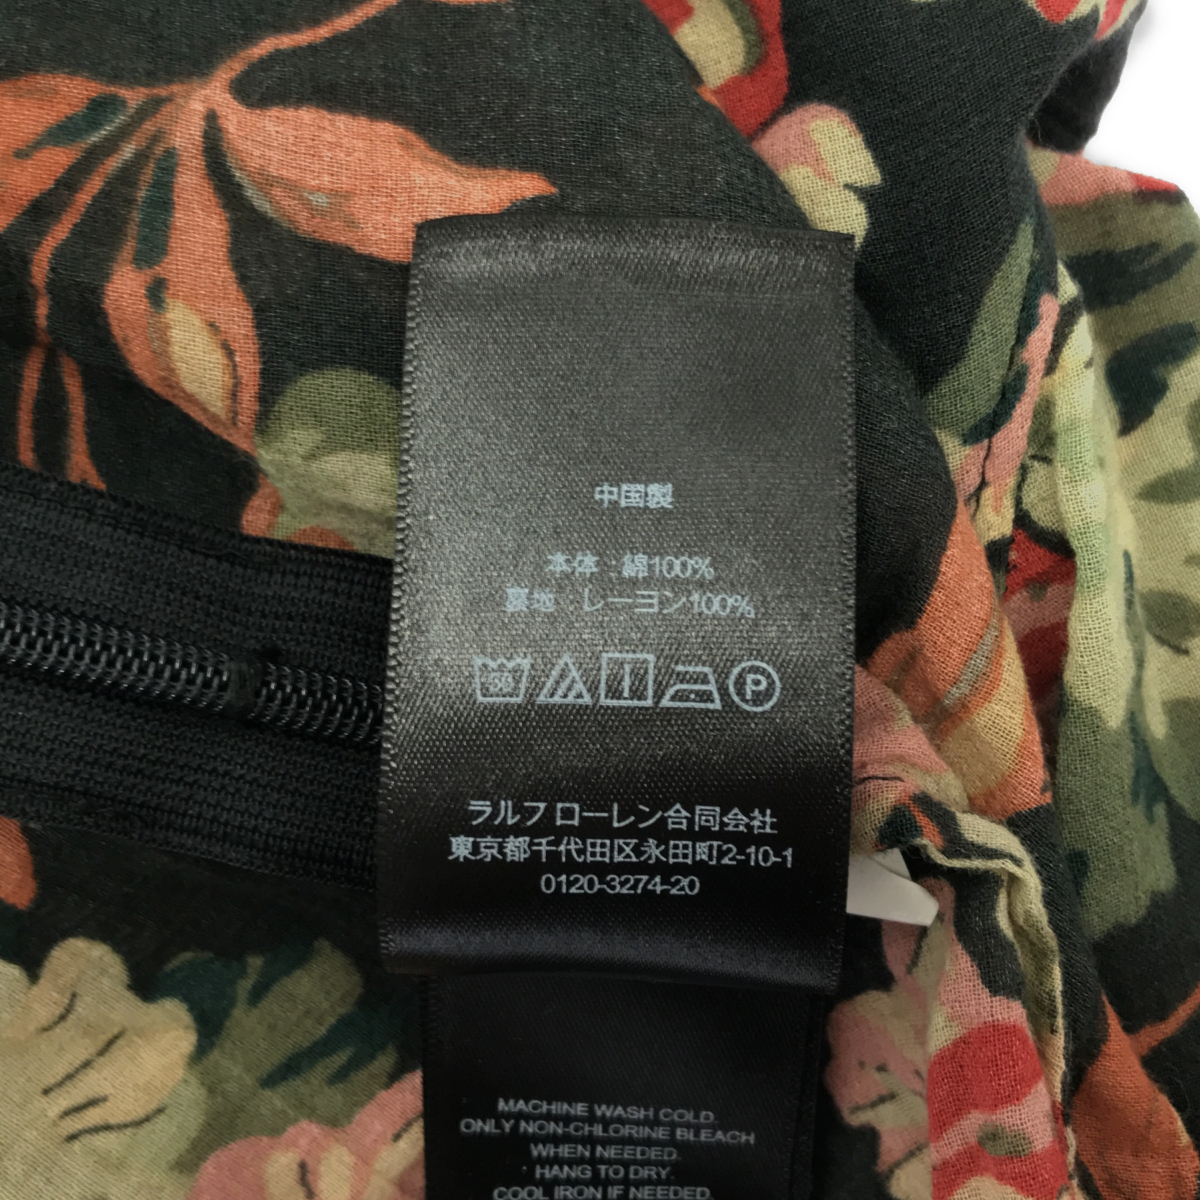 中国製
本体:綿100%
裏地 レーヨン100%
P
ラルフ ローレン合同会社
東京都千代田区永田町2-10-1
0120-3274-20
MACHINE WASH COLD.
ONLY NON-CHLORINE BLEACH
WHEN NEEDED.
HANG TO DRY.
COOL IRON IF NEEDED.